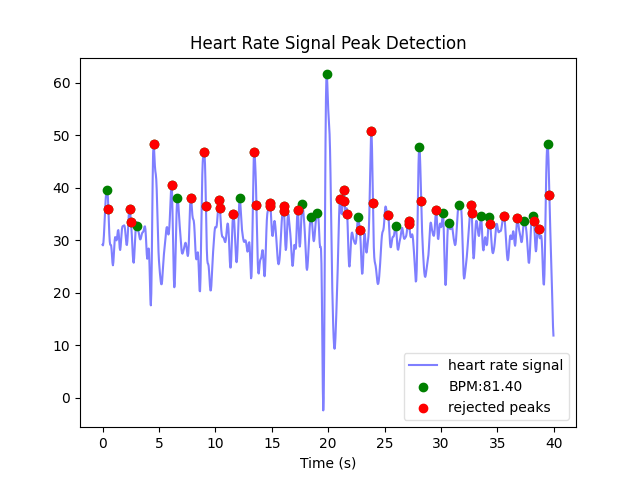 Heart Rate Signal Peak Detection
60
50
40
30
20
10
0
heart rate signal
BPM:81.40
rejected peaks
0 5 10 15 20 25 30 35 40
Time (s)